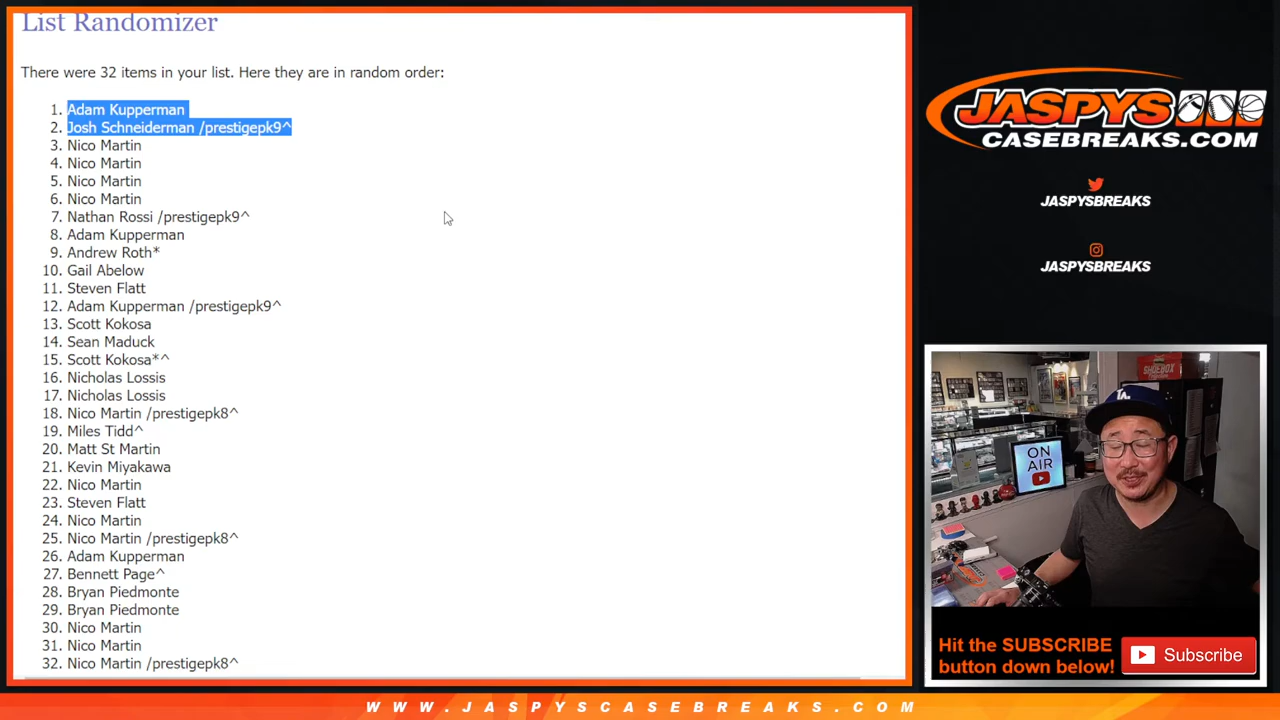 List Randomizer
There were 32 items in your list. Here they are in random order:
1. Adam Kupperman
2. Josh Schneiderman /prestigepk9^
3. Nico Martin
4. Nico Martin
5. Nico Martin
6. Nico Martin
7. Nathan Rossi /prestigepk9^
8. Adam Kupperman
9. Andrew Roth*
10. Gail Abelow
11. Steven Flatt
12. Adam Kupperman /prestigepk9^
13. Scott Kokosa
14. Sean Maduck
15. Scott Kokosa*^
16. Nicholas Lossis
17. Nicholas Lossis
18. Nico Martin /prestigepk8^
19. Miles Tidd^
20. Matt St Martin
21. Kevin Miyakawa
22. Nico Martin
23. Steven Flatt
24. Nico Martin
25. Nico Martin /prestigepk8^
26. Adam Kupperman
27. Bennett Page^
28. Bryan Piedmonte
29. Bryan Piedmonte
30. Nico Martin
31. Nico Martin
32. Nico Martin /prestigepk8^
JASPYS
CASEBREAKS.COM
JASPYSBREAKS
JASPYSBREAKS
SHOEBOX
LA
ON
AIR
Hit the SUBSCRIBE
button down below!
Subscribe
WWW.JASPYSCASEBREAKS.COM